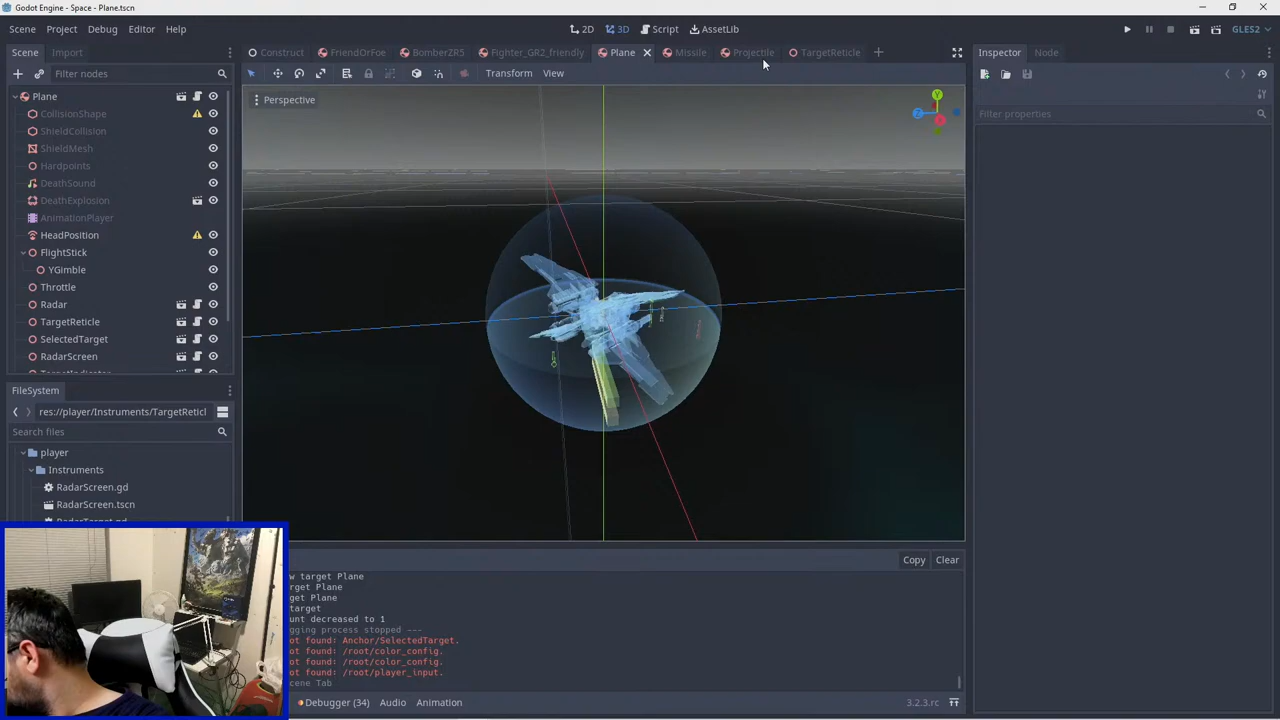 Godot Engine - Space - Plane.tscn
Scene Project Debug Editor Help
2D 3D Script AssetLib
GLES2
Scene Import
Construct FriendOrFoe BomberZR5 Fighter_GR2_friendly Plane Missile Projectile TargetReticle
Inspector Node
Filter nodes
Transform View
Perspective
Y
Z
X
Filter properties
Plane
CollisionShape
ShieldCollision
ShieldMesh
Hardpoints
DeathSound
DeathExplosion
AnimationPlayer
HeadPosition
FlightStick
YGimble
Throttle
Radar
TargetReticle
SelectedTarget
RadarScreen
FileSystem
res://player/Instruments/TargetReticl
Search files
player
Instruments
RadarScreen.gd
RadarScreen.tscn
Copy Clear
w target Plane
rget Plane
t Plane
target
unt decreased to 1
gging process stopped ---
ot found: Anchor/SelectedTarget.
ot found: /root/color_config.
ot found: /root/color_config.
ot found: /root/player_input.
cene Tab
Debugger (34) Audio Animation
3.2.3.rc